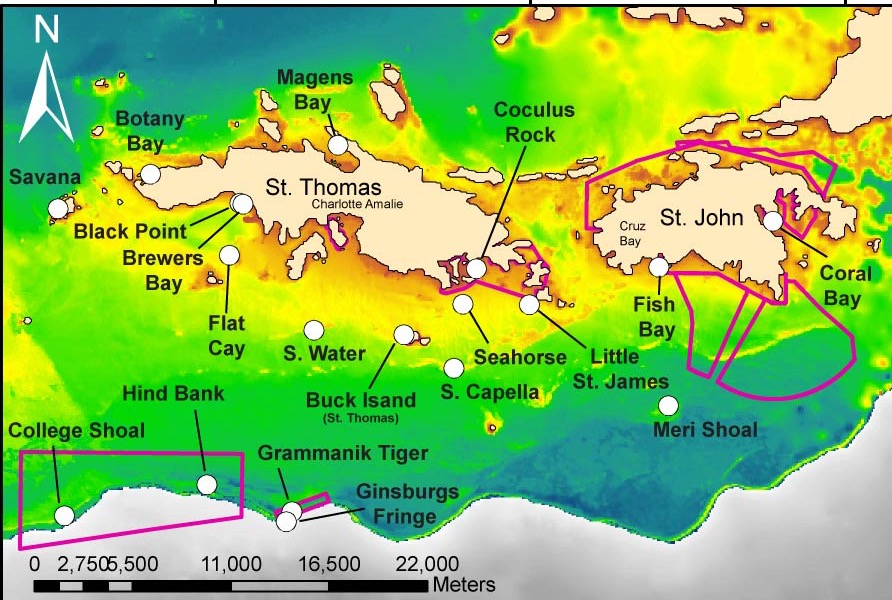 N
Magens
Bay
Coculus
Rock
Botany
Bay
Savana
St. Thomas
Charlotte Amalie
St. John
Cruz
Bay
Black Point
Brewers
Bay
Coral
Bay
Fish
Bay
Flat
Cay
S. Water
Seahorse
Little
St. James
Buck Isand
(St. Thomas)
S. Capella
Hind Bank
College Shoal
Meri Shoal
Grammanik Tiger
Ginsburgs
Fringe
0 2,750 5,500 11,000 16,500 22,000
Meters